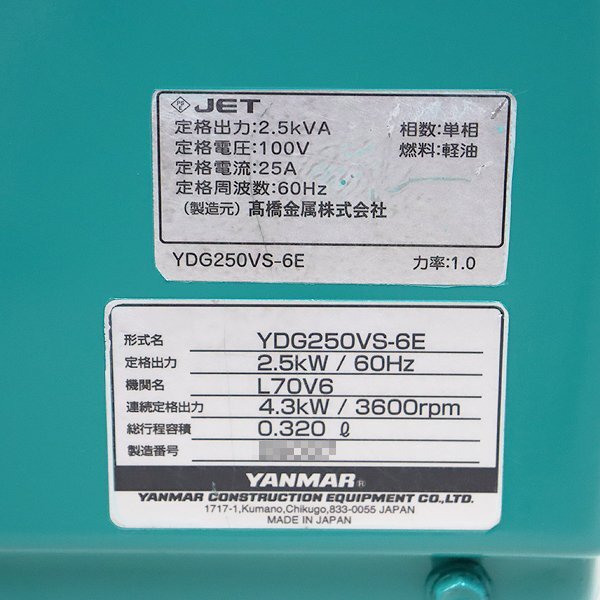 PS E JET
定格出力:2.5kVA 相数:単相
定格電圧:100V 燃料:軽油
定格電流:25A
定格周波数:60Hz
(製造元) 髙橋金属株式会社
YDG250VS-6E 力率:1.0
形式名 YDG250VS-6E
定格出力 2.5kW / 60Hz
機関名 L70V6
連続定格出力 4.3kW / 3600rpm
総行程容積 0.320 ℓ
製造番号
YANMAR®
YANMAR CONSTRUCTION EQUIPMENT CO.,LTD.
1717-1,Kumano,Chikugo,833-0055 JAPAN
MADE IN JAPAN